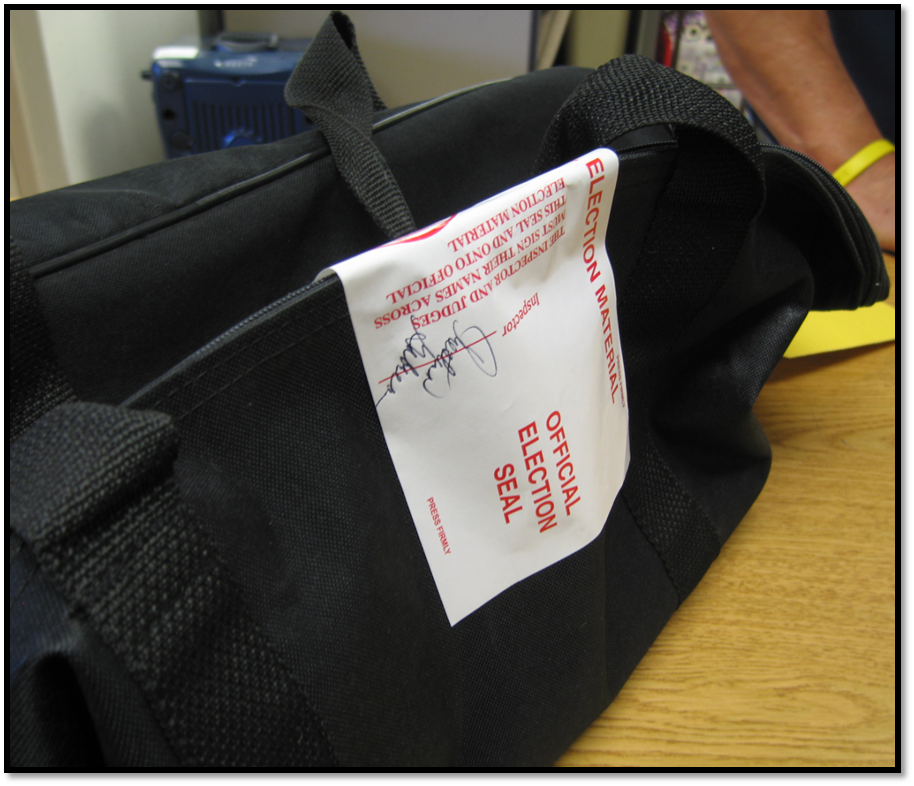 ELECTION MATERIAL
THE INSPECTOR AND JUDGES
MUST SIGN THEIR NAMES ACROSS
THIS SEAL AND ONTO OFFICIAL
ELECTION MATERIAL
Inspector
OFFICIAL
ELECTION
SEAL
PRESS FIRMLY